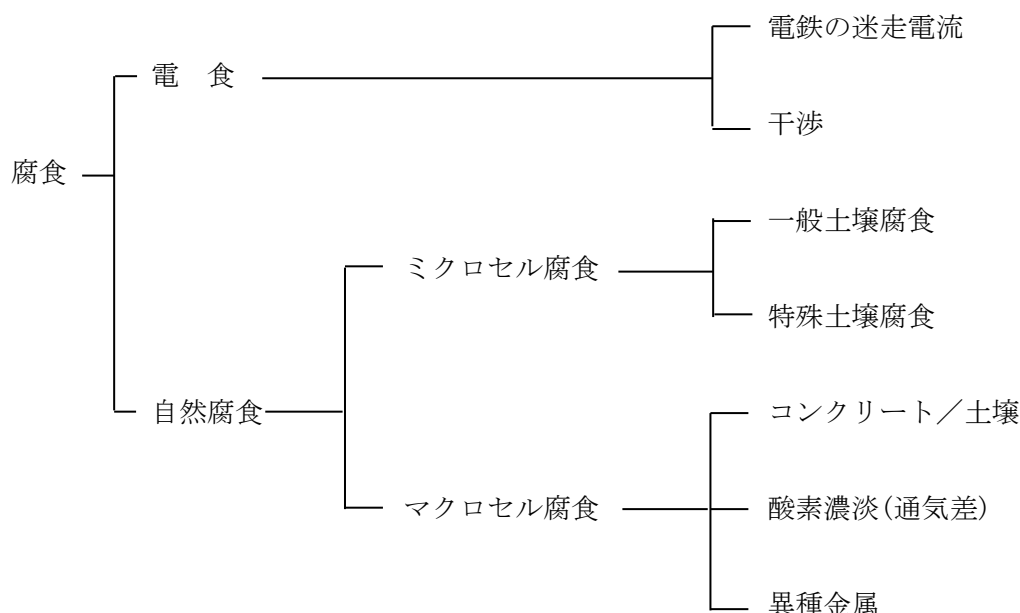 電鉄の迷走電流
電　食
干渉
腐食
一般土壌腐食
ミクロセル腐食
特殊土壌腐食
自然腐食
コンクリート／土壌
マクロセル腐食
酸素濃淡(通気差)
異種金属